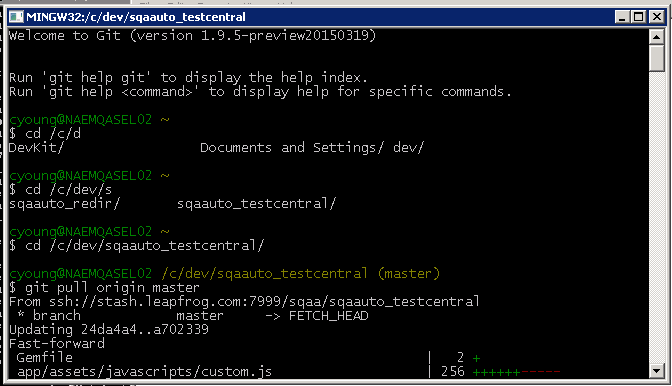 MINGW32:/c/dev/sqaauto_testcentral
Welcome to Git (version 1.9.5-preview20150319)
Run 'git help git' to display the help index.
Run 'git help <command>' to display help for specific commands.
cyoung@NAEMQASEL02 ~
$ cd /c/d
DevKit/ Documents and Settings/ dev/
cyoung@NAEMQASEL02 ~
$ cd /c/dev/s
sqaauto_redir/ sqaauto_testcentral/
cyoung@NAEMQASEL02 ~
$ cd /c/dev/sqaauto_testcentral/
cyoung@NAEMQASEL02 /c/dev/sqaauto_testcentral (master)
$ git pull origin master
From ssh://stash.leapfrog.com:7999/sqaa/sqaauto_testcentral
* branch master -> FETCH_HEAD
Updating 24da4a4..a702339
Fast-forward
Gemfile | 2 +
app/assets/javascripts/custom.js | 256 ++++++-----